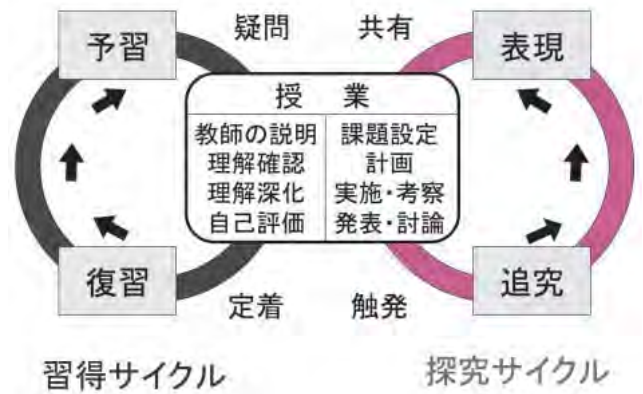 予習
疑問
共有
表現
授 業
教師の説明
理解確認
理解深化
自己評価
課題設定
計画
実施・考察
発表・討論
復習
定着
触発
追究
習得サイクル
探究サイクル